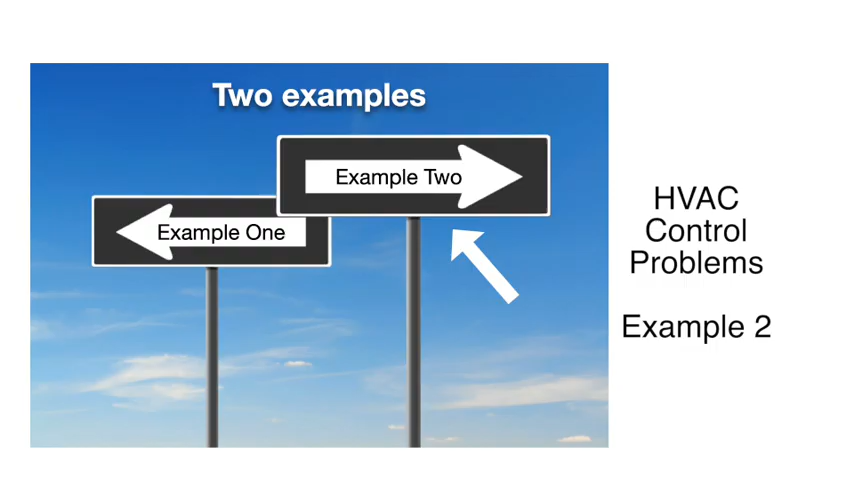 Two examples
Example Two
Example One
HVAC
Control
Problems
Example 2